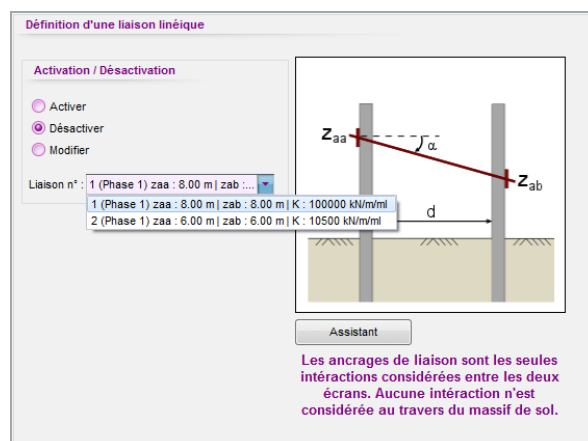 Définition d'une liaison linéique
Activation / Désactivation
Activer
Désactiver
Modifier
Liaison n° : 1 (Phase 1) zaa : 8.00 m | zab :...
1 (Phase 1) zaa : 8.00 m | zab : 8.00 m | K : 100000 kN/m/ml
2 (Phase 1) zaa : 6.00 m | zab : 6.00 m | K : 10500 kN/m/ml
Zaa
α
Zab
d
Assistant
Les ancrages de liaison sont les seules
intéractions considérées entre les deux
écrans. Aucune intéraction n'est
considérée au travers du massif de sol.